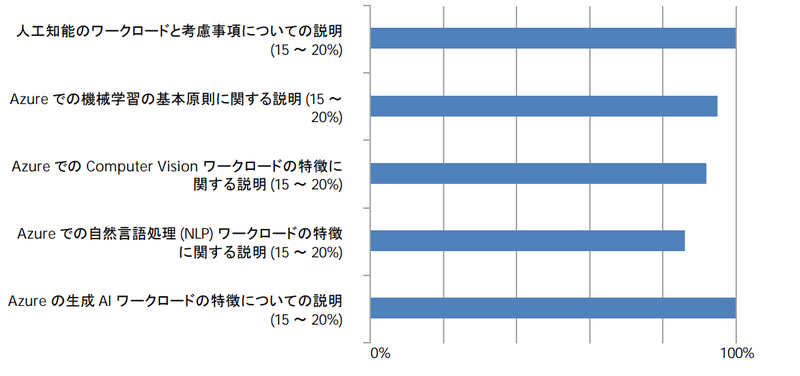 人工知能のワークロードと考慮事項についての説明
(15 ～ 20%)
Azure での機械学習の基本原則に関する説明 (15 ～
20%)
Azure での Computer Vision ワークロードの特徴に
関する説明 (15 ～ 20%)
Azure での自然言語処理 (NLP) ワークロードの特徴
に関する説明 (15 ～ 20%)
Azure の生成 AI ワークロードの特徴についての説明
(15 ～ 20%)
0%
100%